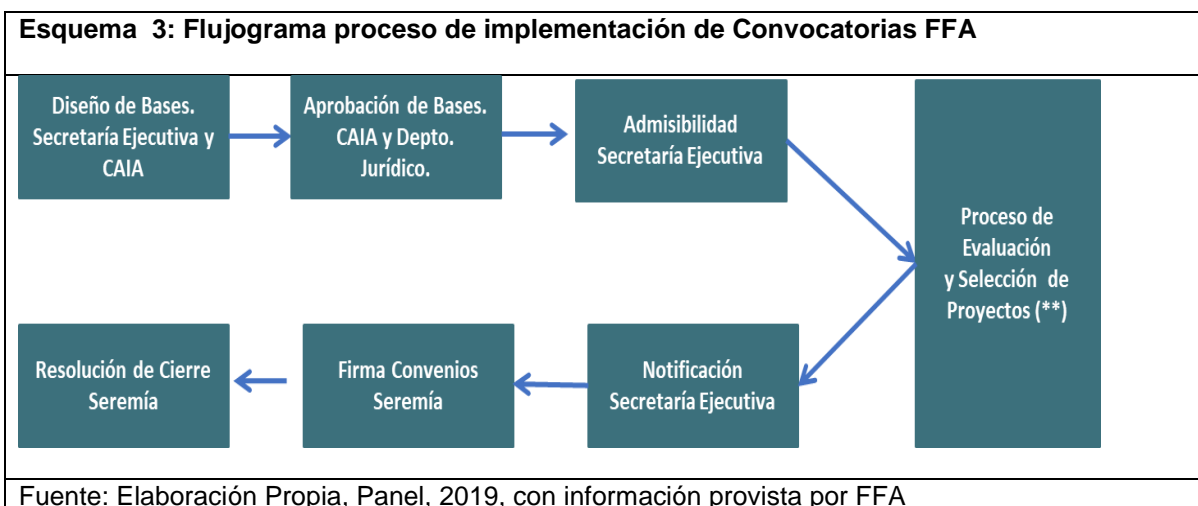 Esquema 3: Flujograma proceso de implementación de Convocatorias FFA
Diseño de Bases.
Secretaría Ejecutiva y
CAIA
Aprobación de Bases.
CAIA y Depto.
Jurídico.
Admisibilidad
Secretaría Ejecutiva
Proceso de
Evaluación
y Selección de
Proyectos (**)
Notificación
Secretaría Ejecutiva
Firma Convenios
Seremía
Resolución de Cierre
Seremía
Fuente: Elaboración Propia, Panel, 2019, con información provista por FFA